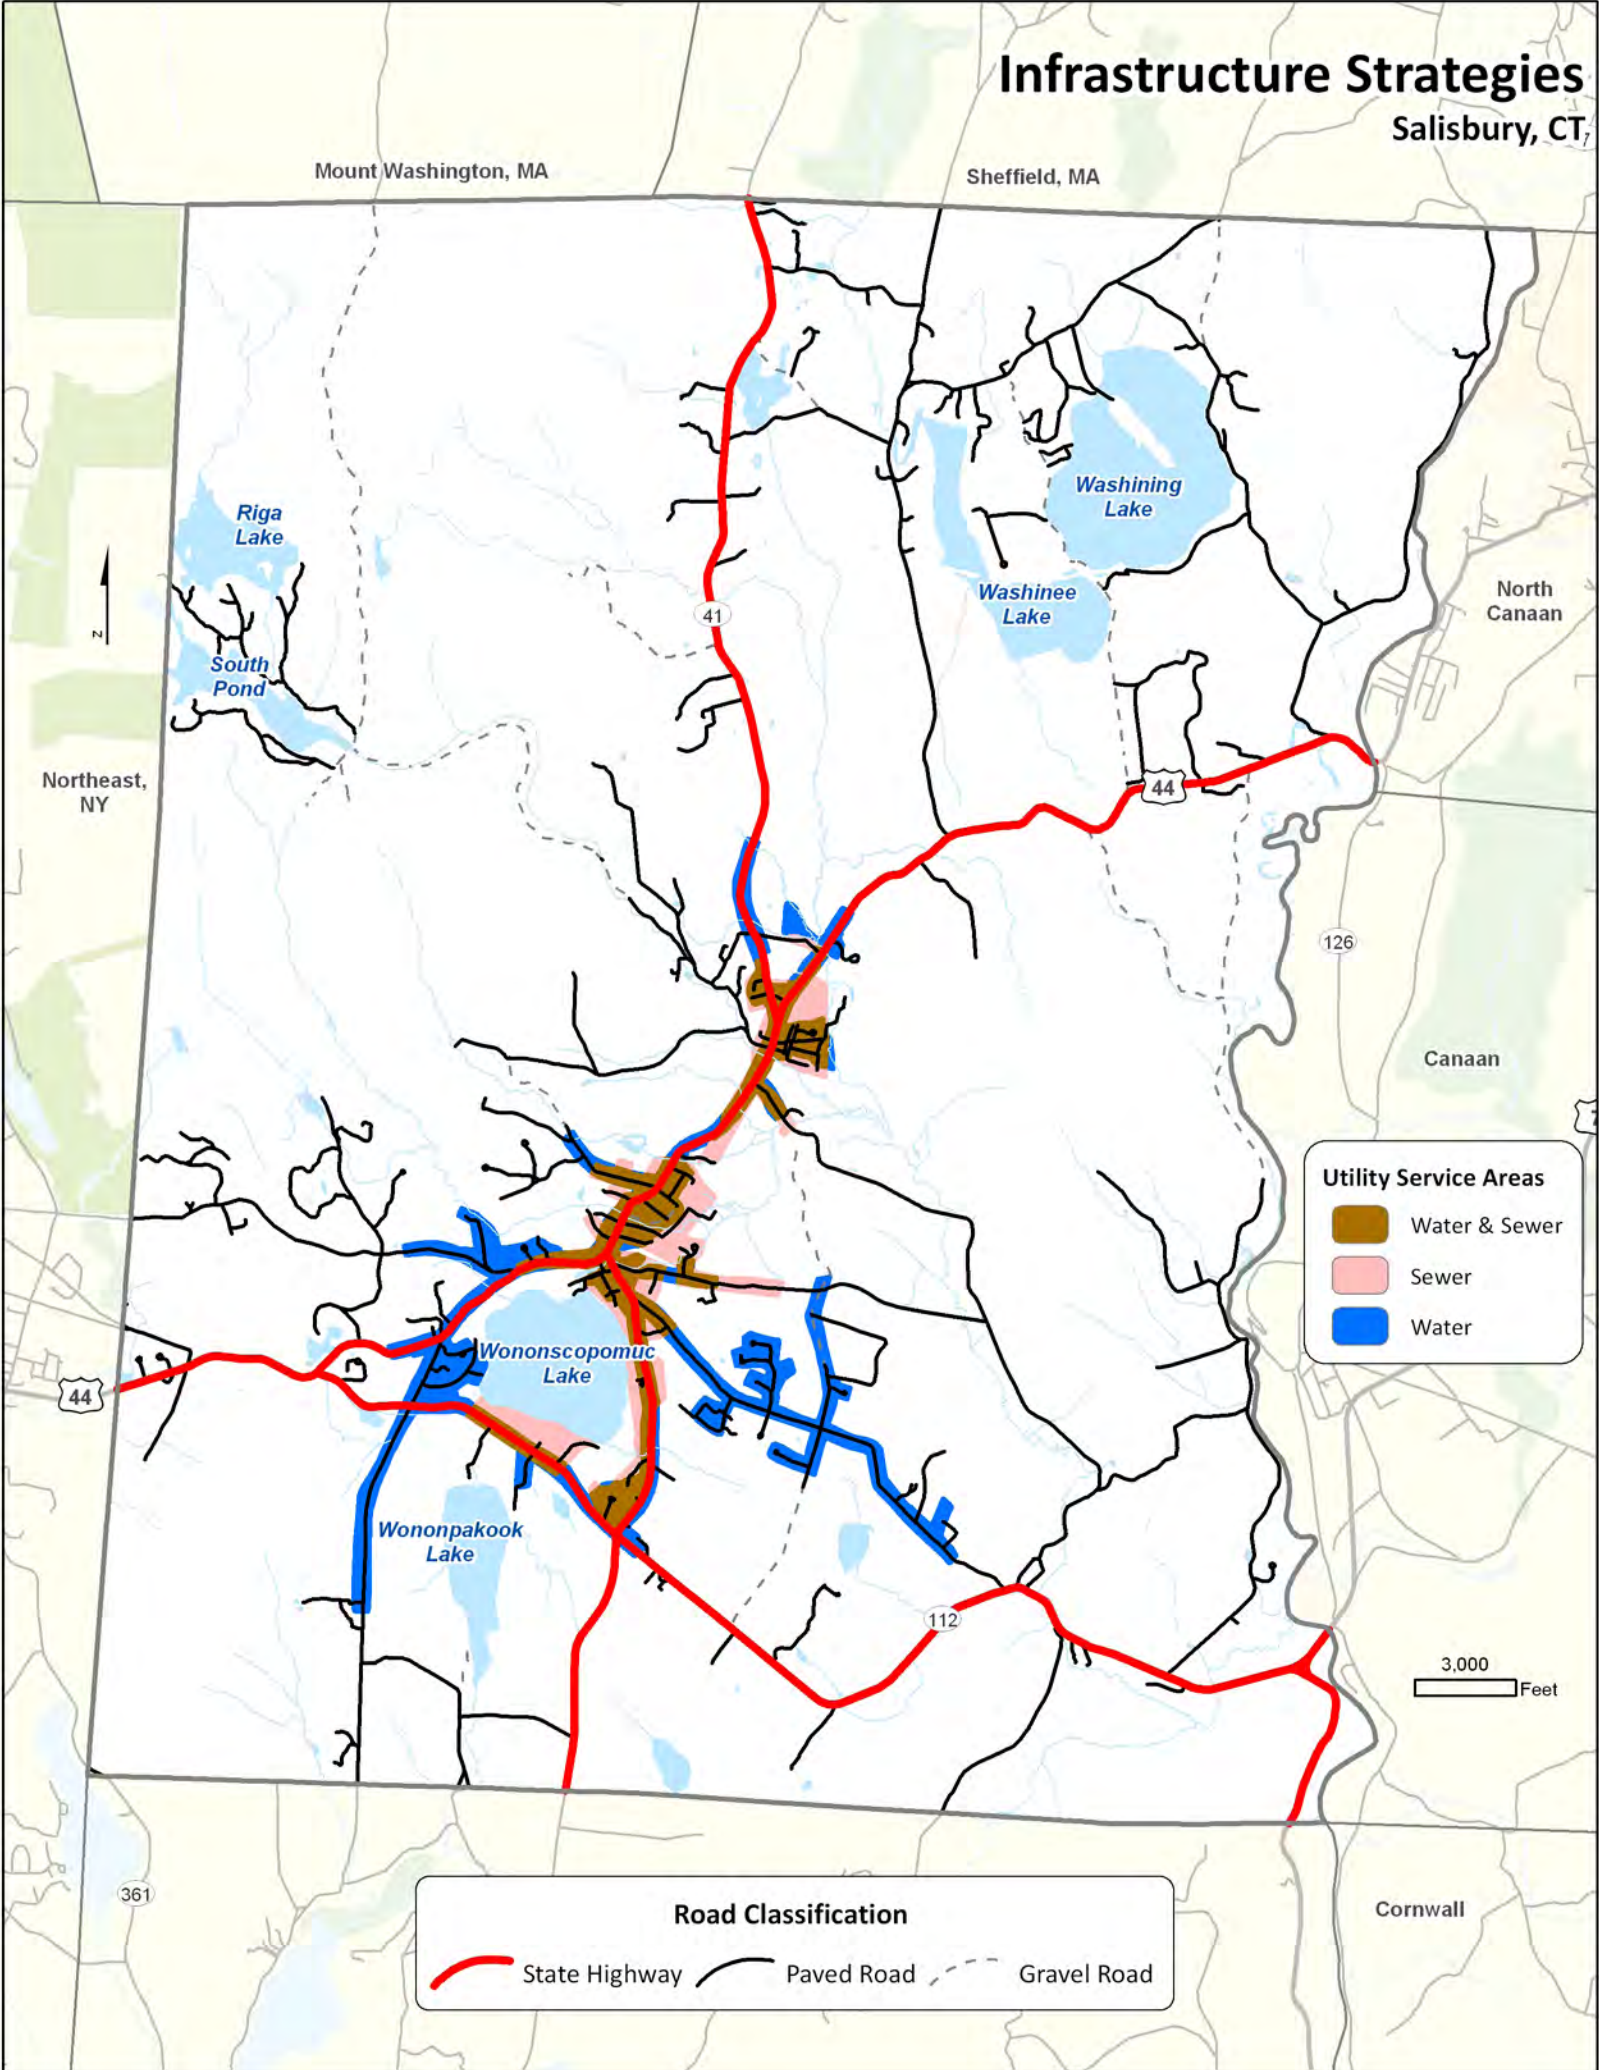 Infrastructure Strategies
Salisbury, CT
7
Mount Washington, MA
Sheffield, MA
Washining
Lake
Riga
Lake
North
Canaan
Washinee
Lake
41
z
South
Pond
Northeast,
NY
44
126
Canaan
7
Utility Service Areas
Water & Sewer
Sewer
Water
Wononscopomuc
Lake
44
Wononpakook
Lake
112
3,000
Feet
361
Cornwall
Road Classification
State Highway
Paved Road
Gravel Road